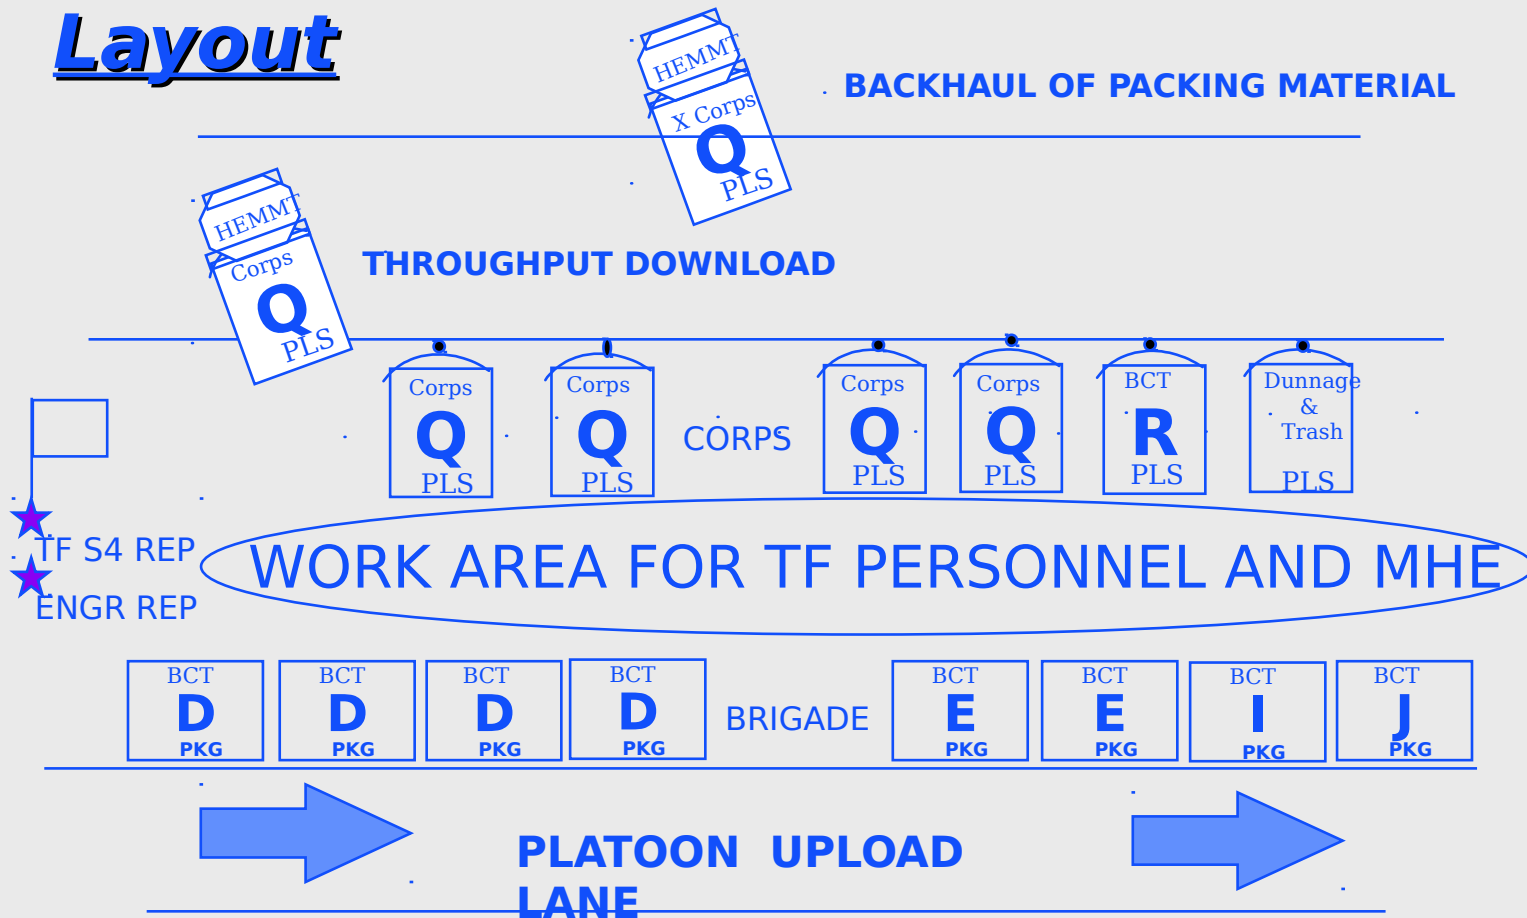 Layout
HEMMT
X Corps
Q
PLS
BACKHAUL OF PACKING MATERIAL
HEMMT
Corps
Q
PLS
THROUGHPUT DOWNLOAD
Corps
Q
PLS
Corps
Q
PLS
CORPS
Corps
Q
PLS
Corps
Q
PLS
BCT
R
PLS
Dunnage
&
Trash
PLS
TF S4 REP
ENGR REP
WORK AREA FOR TF PERSONNEL AND MHE
BCT
D
PKG
BCT
D
PKG
BCT
D
PKG
BCT
D
PKG
BRIGADE
BCT
E
PKG
BCT
E
PKG
BCT
I
PKG
BCT
J
PKG
PLATOON UPLOAD
LANE